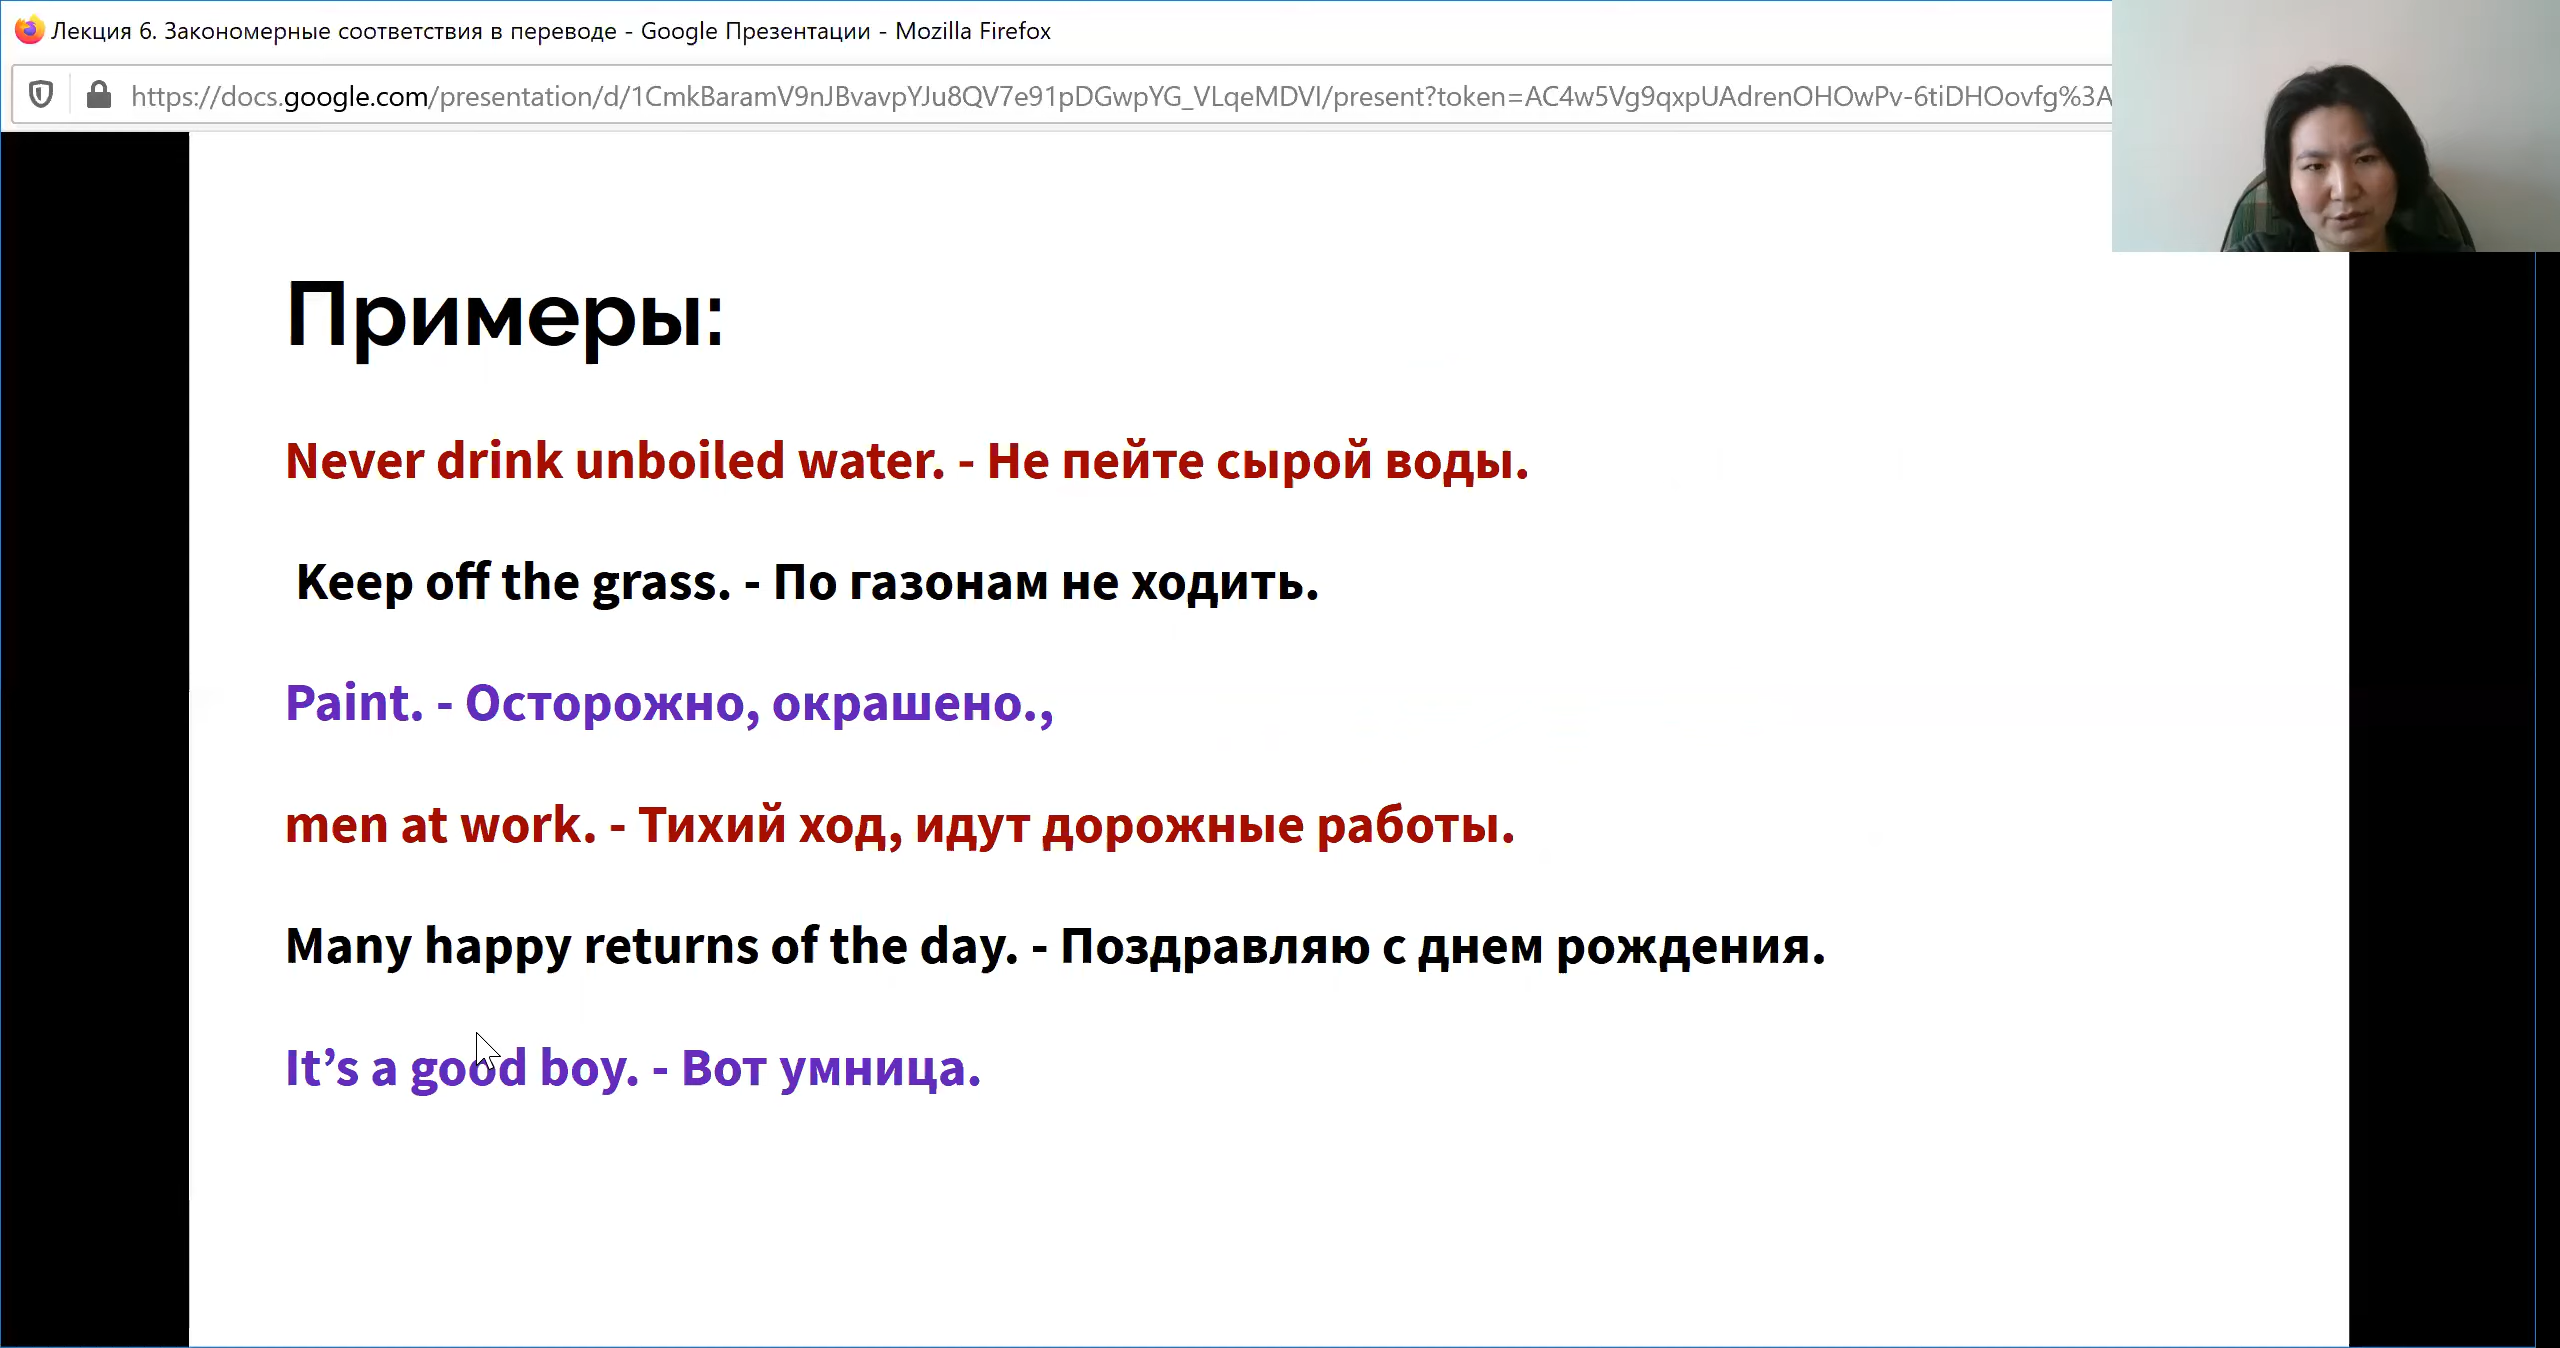 Лекция 6. Закономерные соответствия в переводе - Google Презентации - Mozilla Firefox
https://docs.google.com/presentation/d/1CmkBaramV9nJBvavpYJu8QV7e91pDGwpYG_VLqeMDVI/present?token=AC4w5Vg9qxpUAdrenOHOwPv-6tiDHOovfg%3A
Примеры:
Never drink unboiled water. - Не пейте сырой воды.
Keep off the grass. - По газонам не ходить.
Paint. - Осторожно, окрашено.,
men at work. - Тихий ход, идут дорожные работы.
Many happy returns of the day. - Поздравляю с днем рождения.
It’s a good boy. - Вот умница.